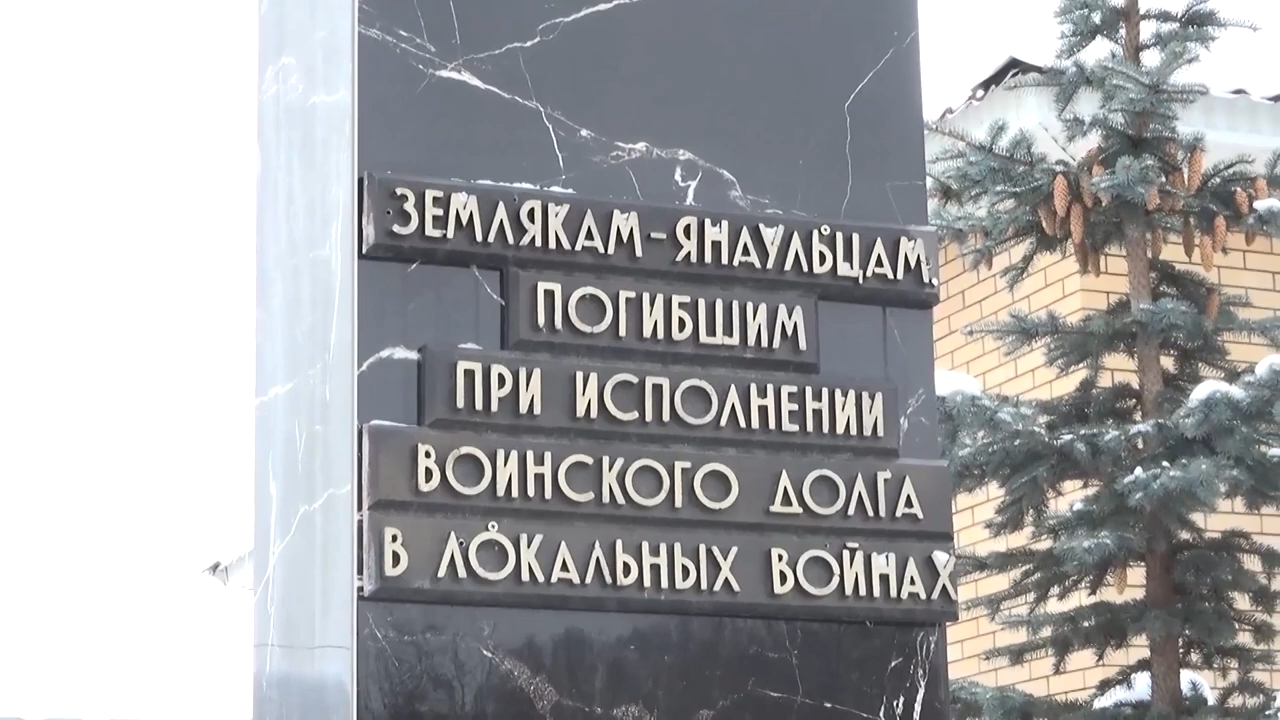 ЗЕМЛЯКАМ-ЯНАУЛЬЦАМ,
ПОГИБШИМ
ПРИ ИСПОЛНЕНИИ
ВОИНСКОГО ДОЛГА
В ЛОКАЛЬНЫХ ВОЙНАХ